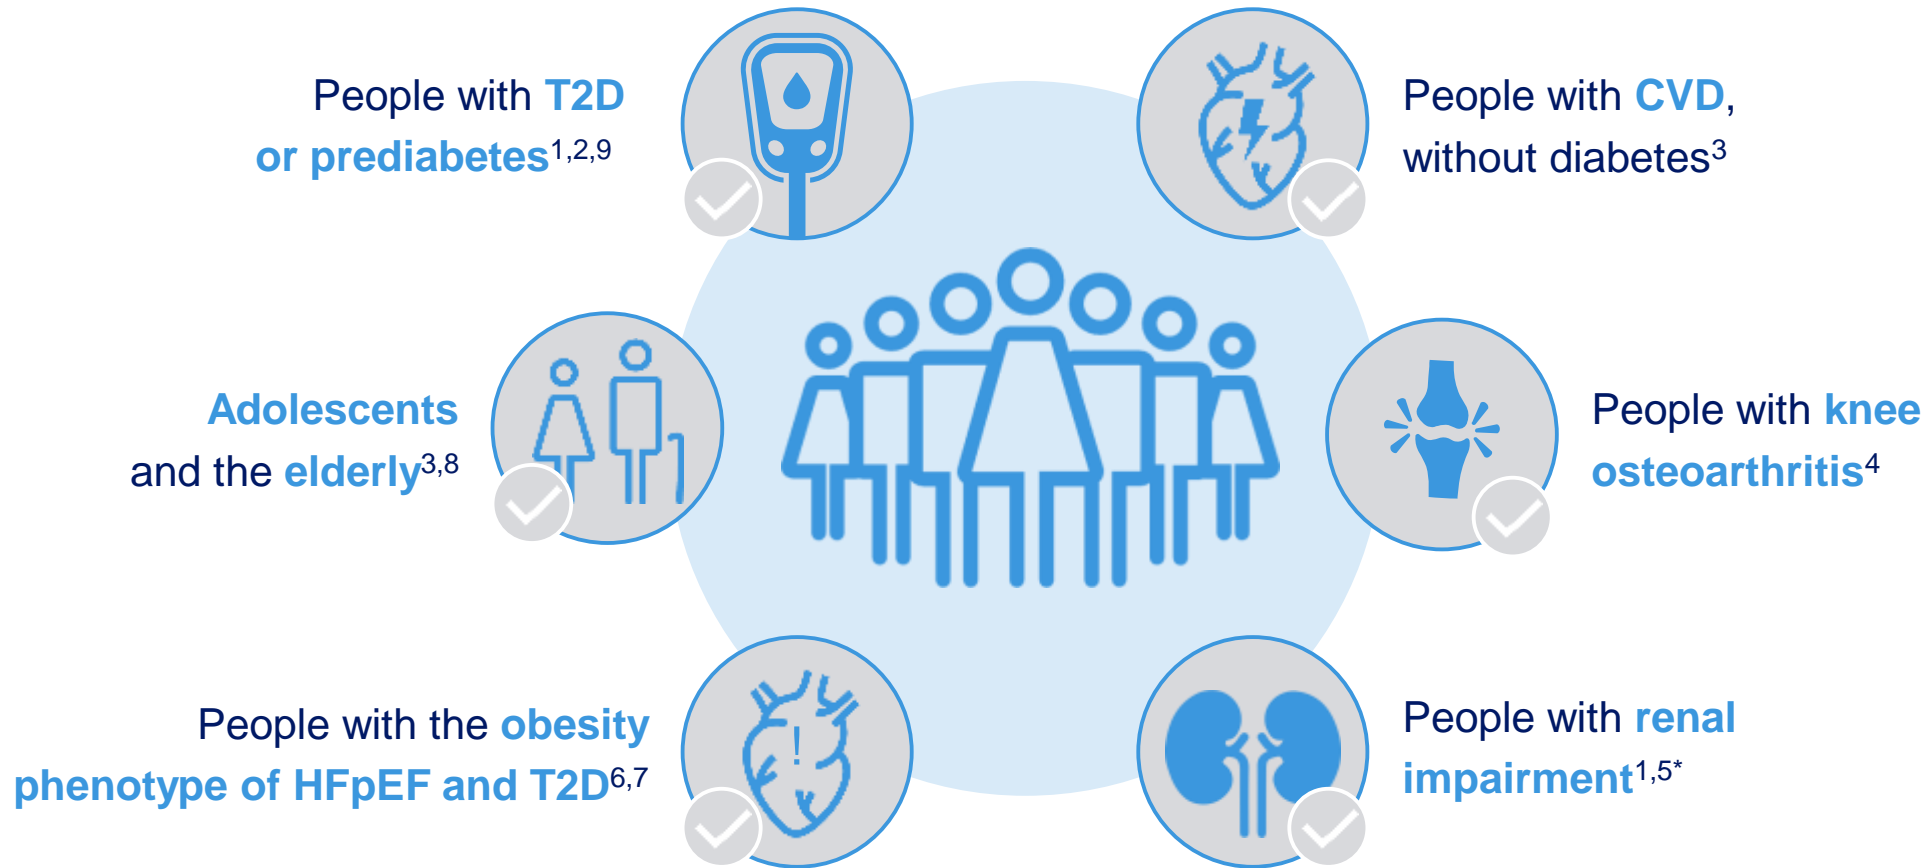 People with T2D
or prediabetes1,2,9
People with CVD,
without diabetes3
Adolescents
and the elderly3,8
People with knee
osteoarthritis4
People with the obesity
phenotype of HFpEF and T2D6,7
!
People with renal
impairment1,5*